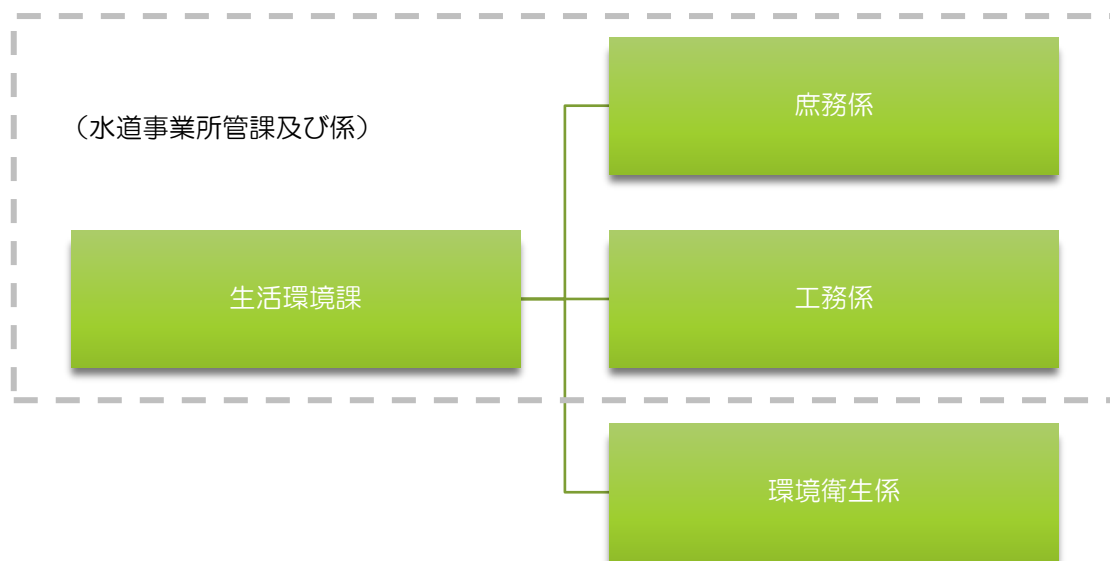 （水道事業所管課及び係）
庶務係
生活環境課
工務係
環境衛生係